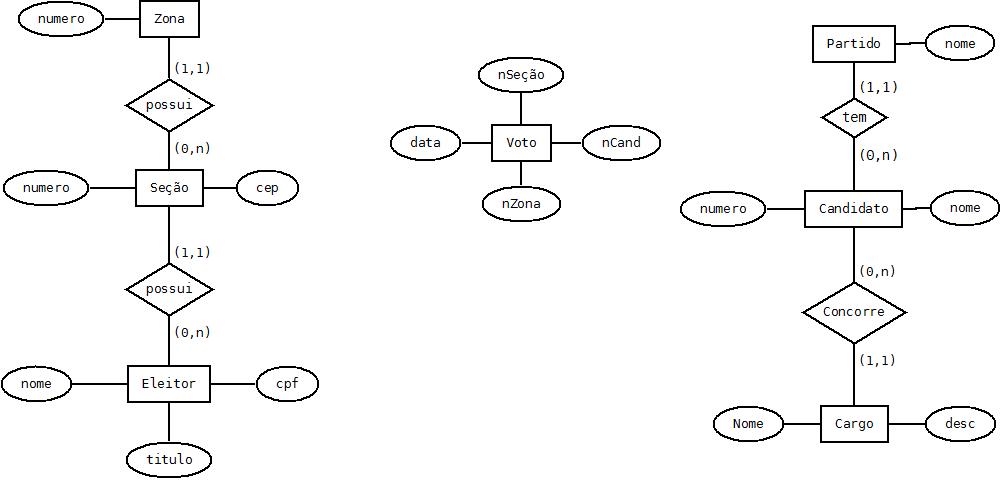 numero
Zona
(1,1)
possui
(0,n)
numero
Seção
cep
(1,1)
possui
(0,n)
nome
Eleitor
cpf
titulo
nSeção
data
Voto
nCand
nZona
Partido
nome
(1,1)
tem
(0,n)
numero
Candidato
nome
(0,n)
Concorre
(1,1)
Nome
Cargo
desc